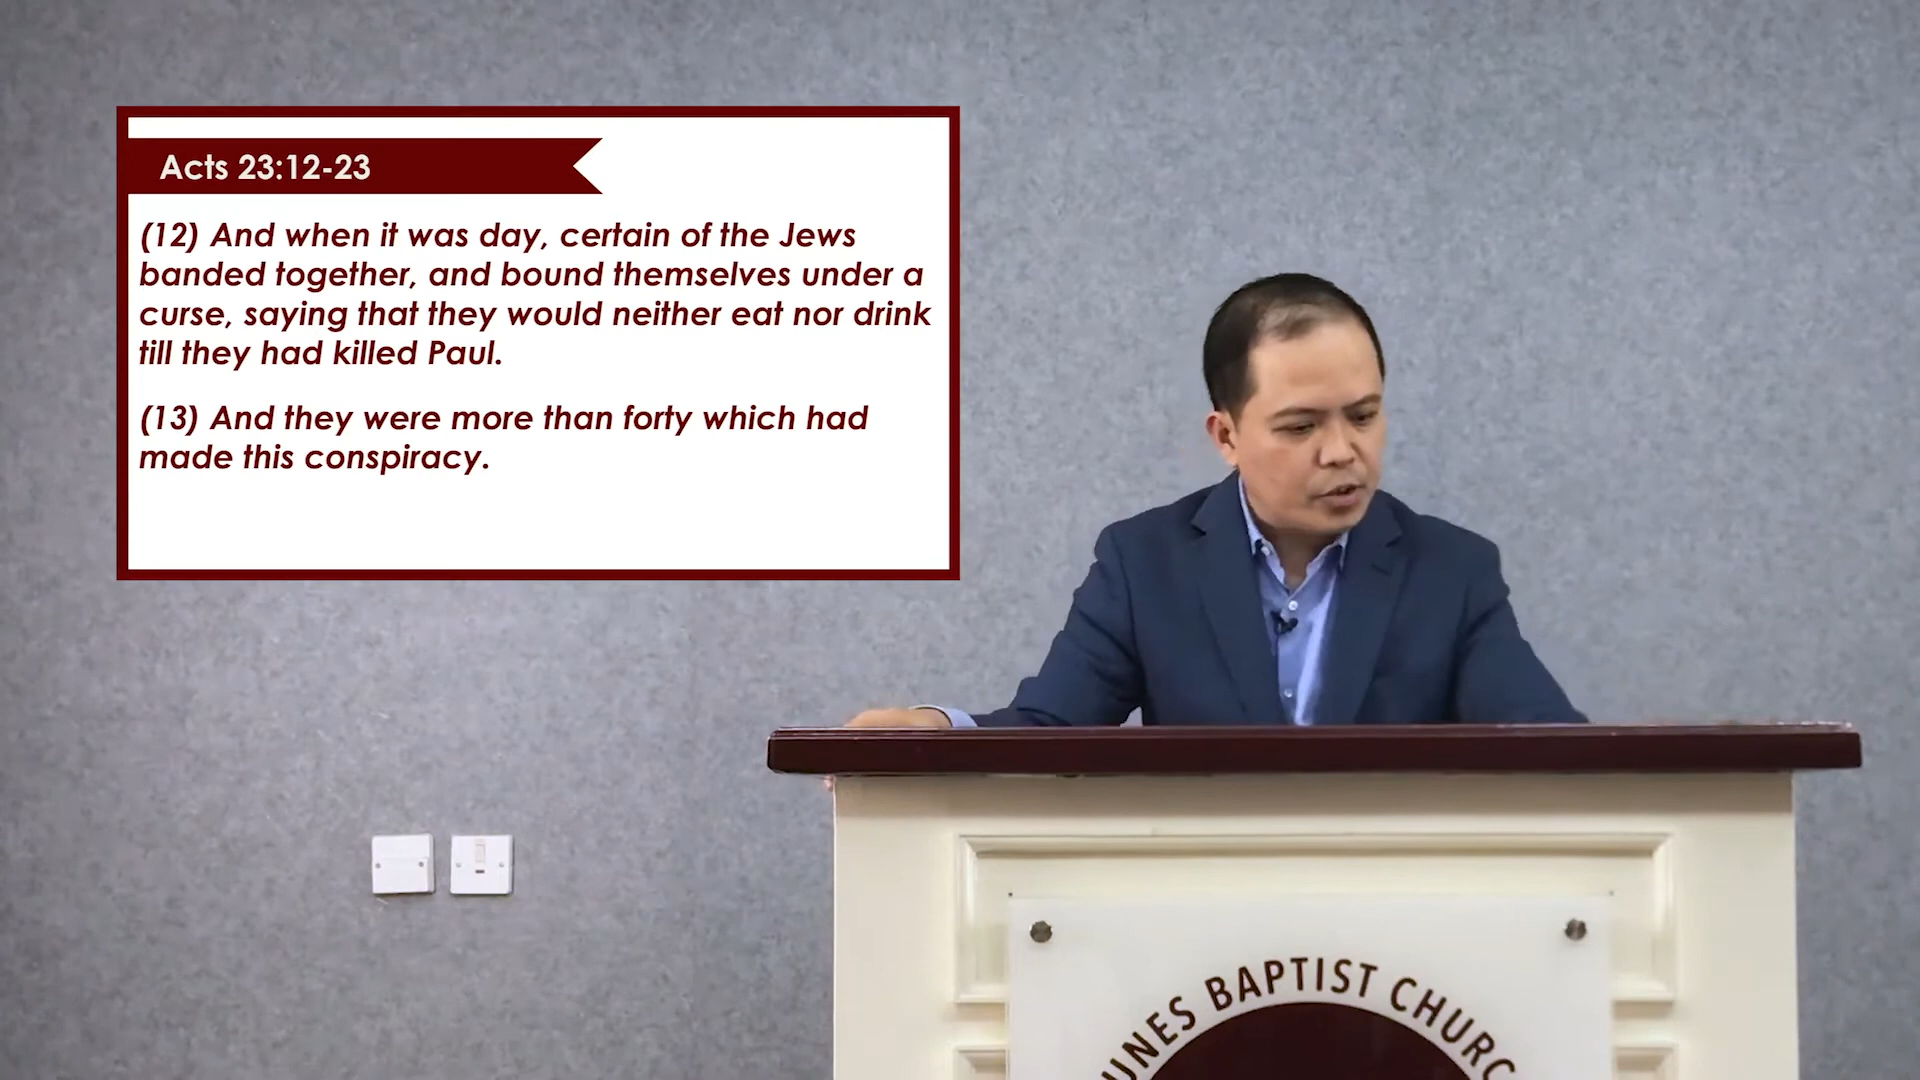 Acts 23:12-23
(12) And when it was day, certain of the Jews
banded together, and bound themselves under a
curse, saying that they would neither eat nor drink
till they had killed Paul.
(13) And they were more than forty which had
made this conspiracy.
BAPTIST